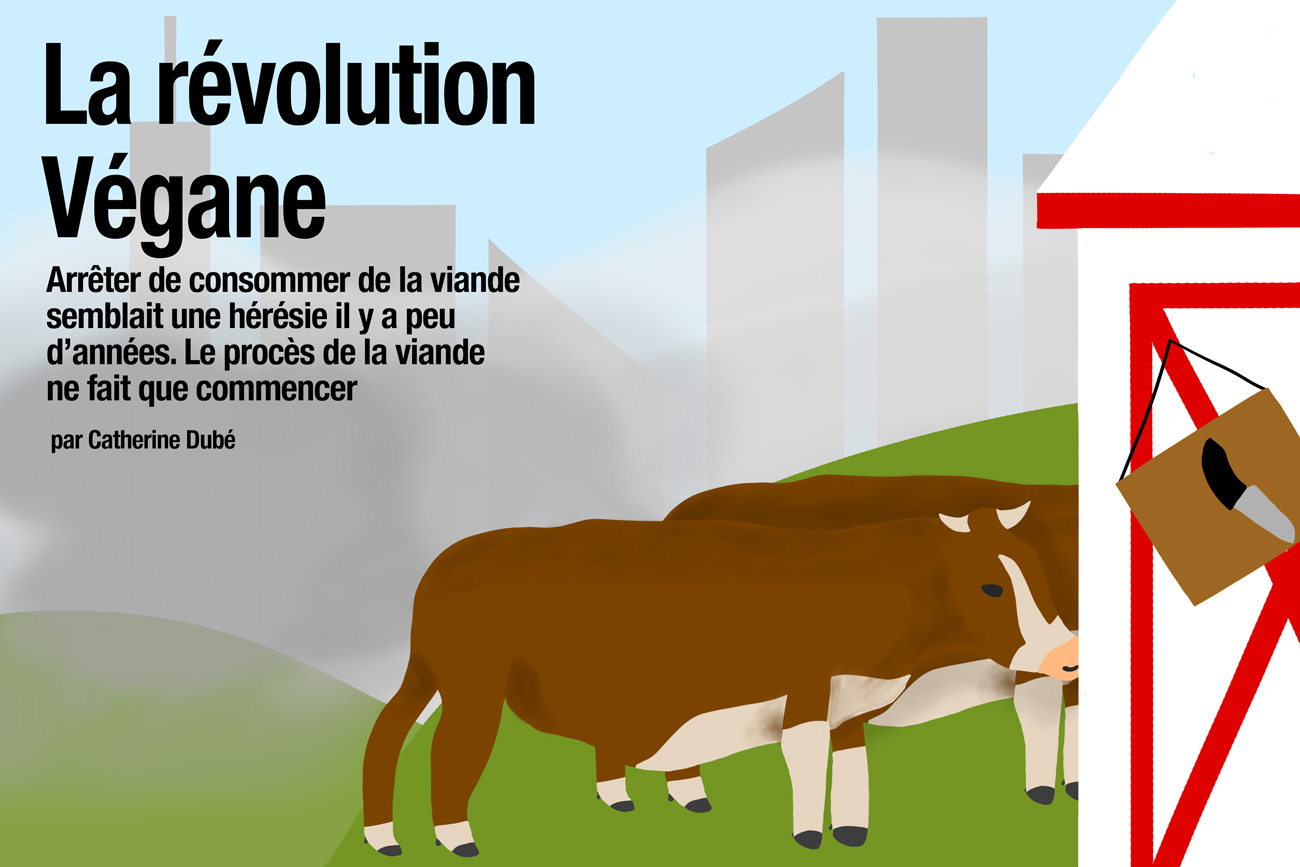 La révolution
Végane
Arrêter de consommer de la viande
semblait une hérésie il y a peu
d’années. Le procès de la viande
ne fait que commencer
par Catherine Dubé